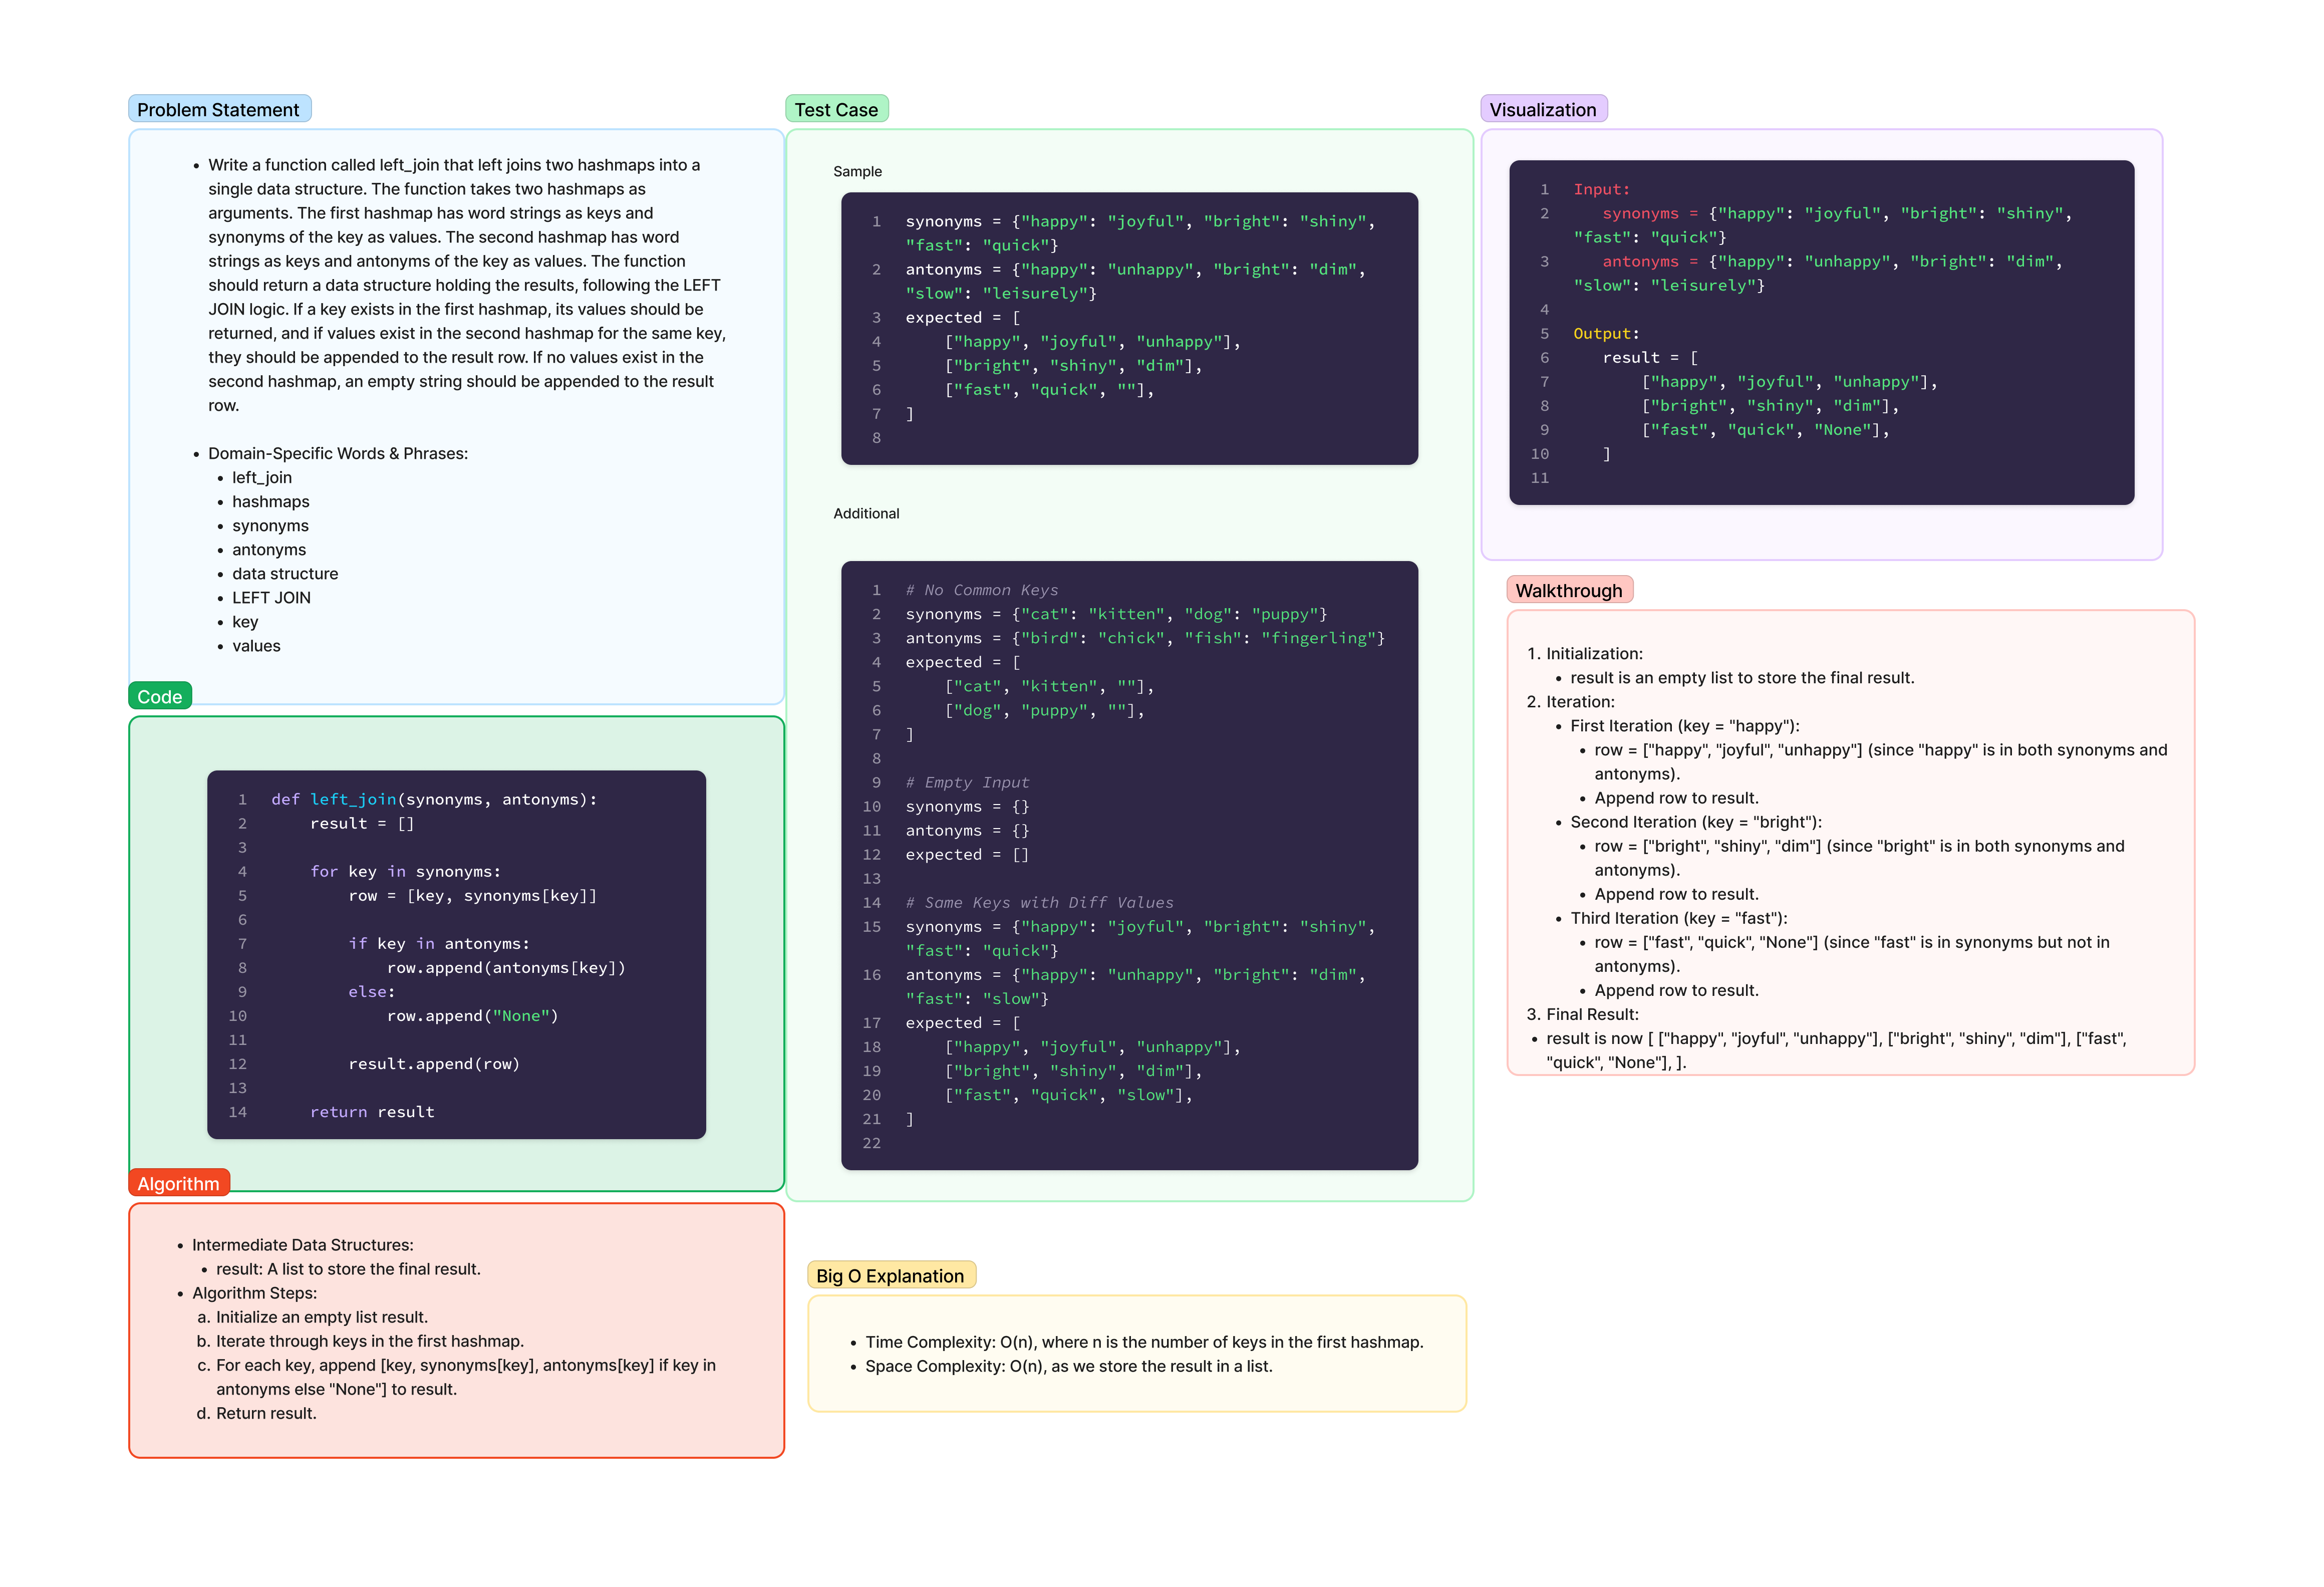 Problem Statement
• Write a function called left_join that left joins two hashmaps into a
single data structure. The function takes two hashmaps as
arguments. The first hashmap has word strings as keys and
synonyms of the key as values. The second hashmap has word
strings as keys and antonyms of the key as values. The function
should return a data structure holding the results, following the LEFT
JOIN logic. If a key exists in the first hashmap, its values should be
returned, and if values exist in the second hashmap for the same key,
they should be appended to the result row. If no values exist in the
second hashmap, an empty string should be appended to the result
row.
• Domain-Specific Words & Phrases:
• left_join
• hashmaps
• synonyms
• antonyms
• data structure
• LEFT JOIN
• key
• values
Code
1 def left_join(synonyms, antonyms):
2     result = []
3
4     for key in synonyms:
5         row = [key, synonyms[key]]
6
7         if key in antonyms:
8             row.append(antonyms[key])
9         else:
10             row.append("None")
11
12         result.append(row)
13
14     return result
Algorithm
• Intermediate Data Structures:
• result: A list to store the final result.
• Algorithm Steps:
a. Initialize an empty list result.
b. Iterate through keys in the first hashmap.
c. For each key, append [key, synonyms[key], antonyms[key] if key in
antonyms else "None"] to result.
d. Return result.
Test Case
Sample
1 synonyms = {"happy": "joyful", "bright": "shiny",
"fast": "quick"}
2 antonyms = {"happy": "unhappy", "bright": "dim",
"slow": "leisurely"}
3 expected = [
4     ["happy", "joyful", "unhappy"],
5     ["bright", "shiny", "dim"],
6     ["fast", "quick", ""],
7 ]
8
Additional
1 # No Common Keys
2 synonyms = {"cat": "kitten", "dog": "puppy"}
3 antonyms = {"bird": "chick", "fish": "fingerling"}
4 expected = [
5     ["cat", "kitten", ""],
6     ["dog", "puppy", ""],
7 ]
8
9 # Empty Input
10 synonyms = {}
11 antonyms = {}
12 expected = []
13
14 # Same Keys with Diff Values
15 synonyms = {"happy": "joyful", "bright": "shiny",
"fast": "quick"}
16 antonyms = {"happy": "unhappy", "bright": "dim",
"fast": "slow"}
17 expected = [
18     ["happy", "joyful", "unhappy"],
19     ["bright", "shiny", "dim"],
20     ["fast", "quick", "slow"],
21 ]
22
Big O Explanation
• Time Complexity: O(n), where n is the number of keys in the first hashmap.
• Space Complexity: O(n), as we store the result in a list.
Visualization
1 Input:
2    synonyms = {"happy": "joyful", "bright": "shiny",
"fast": "quick"}
3    antonyms = {"happy": "unhappy", "bright": "dim",
"slow": "leisurely"}
4
5 Output:
6    result = [
7        ["happy", "joyful", "unhappy"],
8        ["bright", "shiny", "dim"],
9        ["fast", "quick", "None"],
10    ]
11
Walkthrough
1. Initialization:
• result is an empty list to store the final result.
2. Iteration:
• First Iteration (key = "happy"):
• row = ["happy", "joyful", "unhappy"] (since "happy" is in both synonyms and
antonyms).
• Append row to result.
• Second Iteration (key = "bright"):
• row = ["bright", "shiny", "dim"] (since "bright" is in both synonyms and
antonyms).
• Append row to result.
• Third Iteration (key = "fast"):
• row = ["fast", "quick", "None"] (since "fast" is in synonyms but not in
antonyms).
• Append row to result.
3. Final Result:
• result is now [ ["happy", "joyful", "unhappy"], ["bright", "shiny", "dim"], ["fast",
"quick", "None"], ].